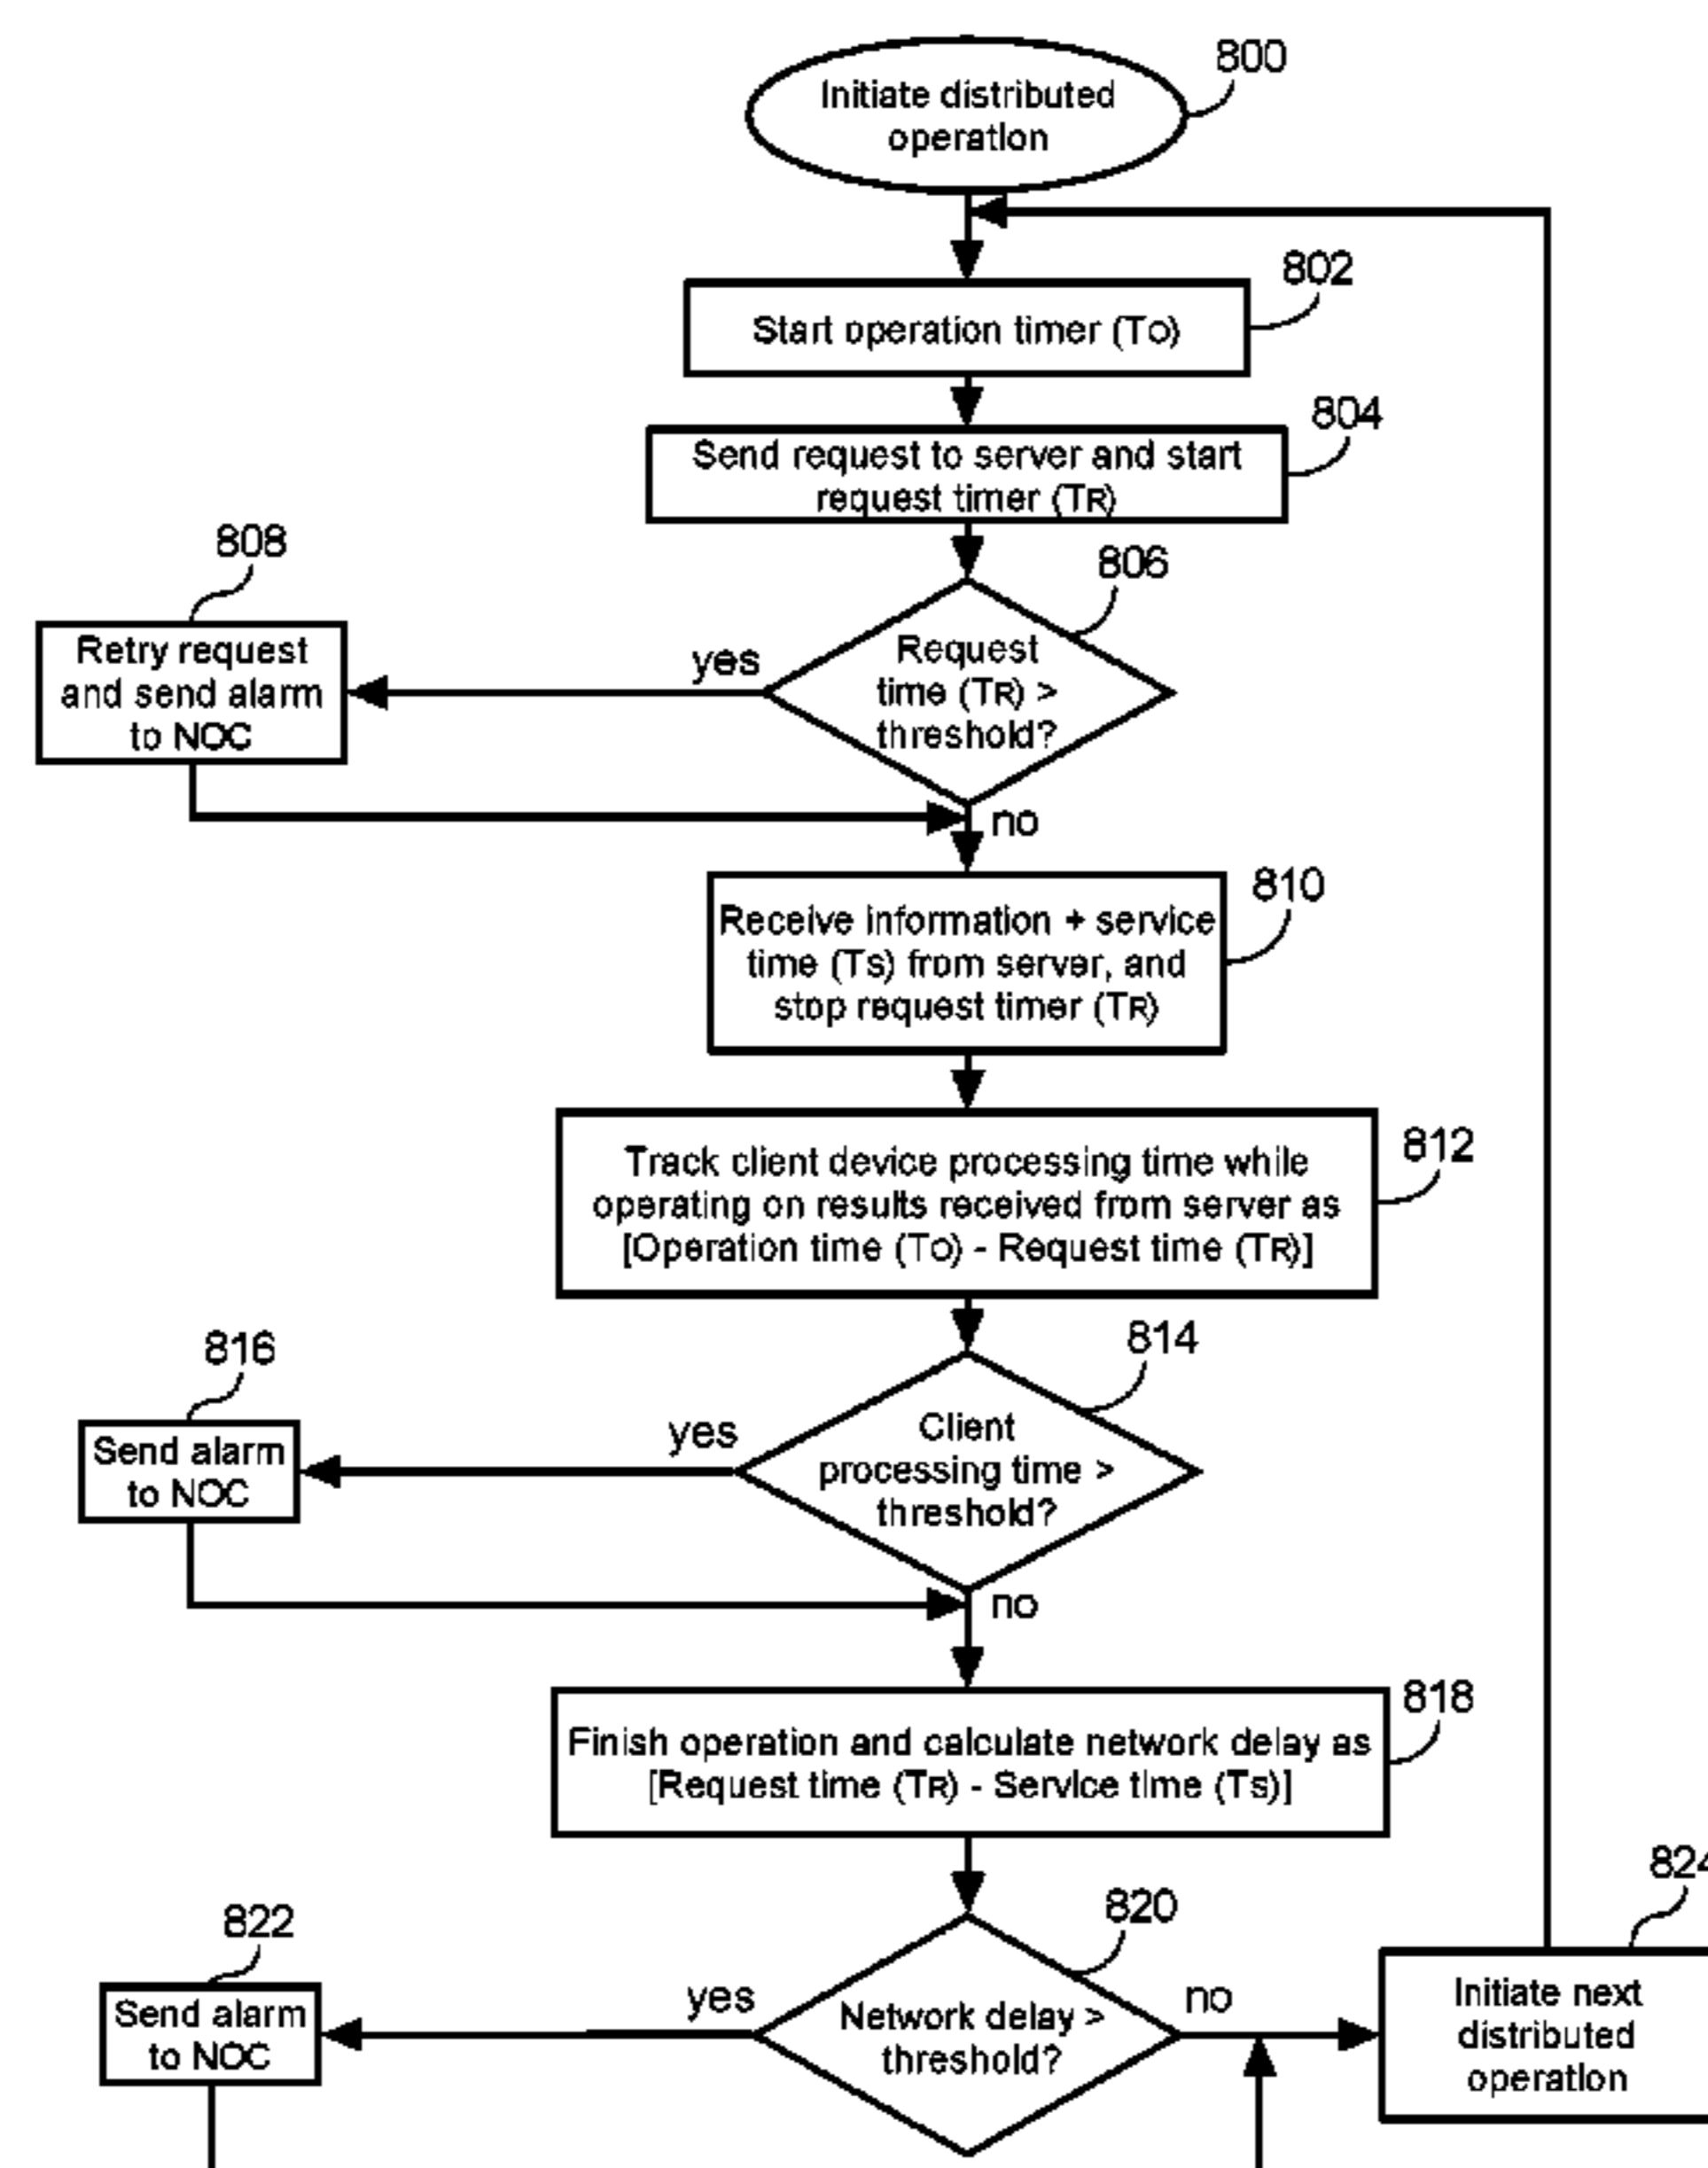 800
Initiate distributed
operation
802
Start operation timer (To)
804
Send request to server and start
request timer (TR)
808
806
Retry request
and send alarm
to NOC
yes
Request
time (TR) >
threshold?
no
810
Receive information + service
time (Ts) from server, and
stop request timer (TR)
812
Track client device processing time while
operating on results received from server as
[Operation time (To) - Request time (TR)]
816
814
Send alarm
to NOC
yes
Client
processing time >
threshold?
no
818
Finish operation and calculate network delay as
[Request time (TR) - Service time (Ts)]
824
822
820
Send alarm
to NOC
yes
Network delay >
threshold?
no
Initiate next
distributed
operation